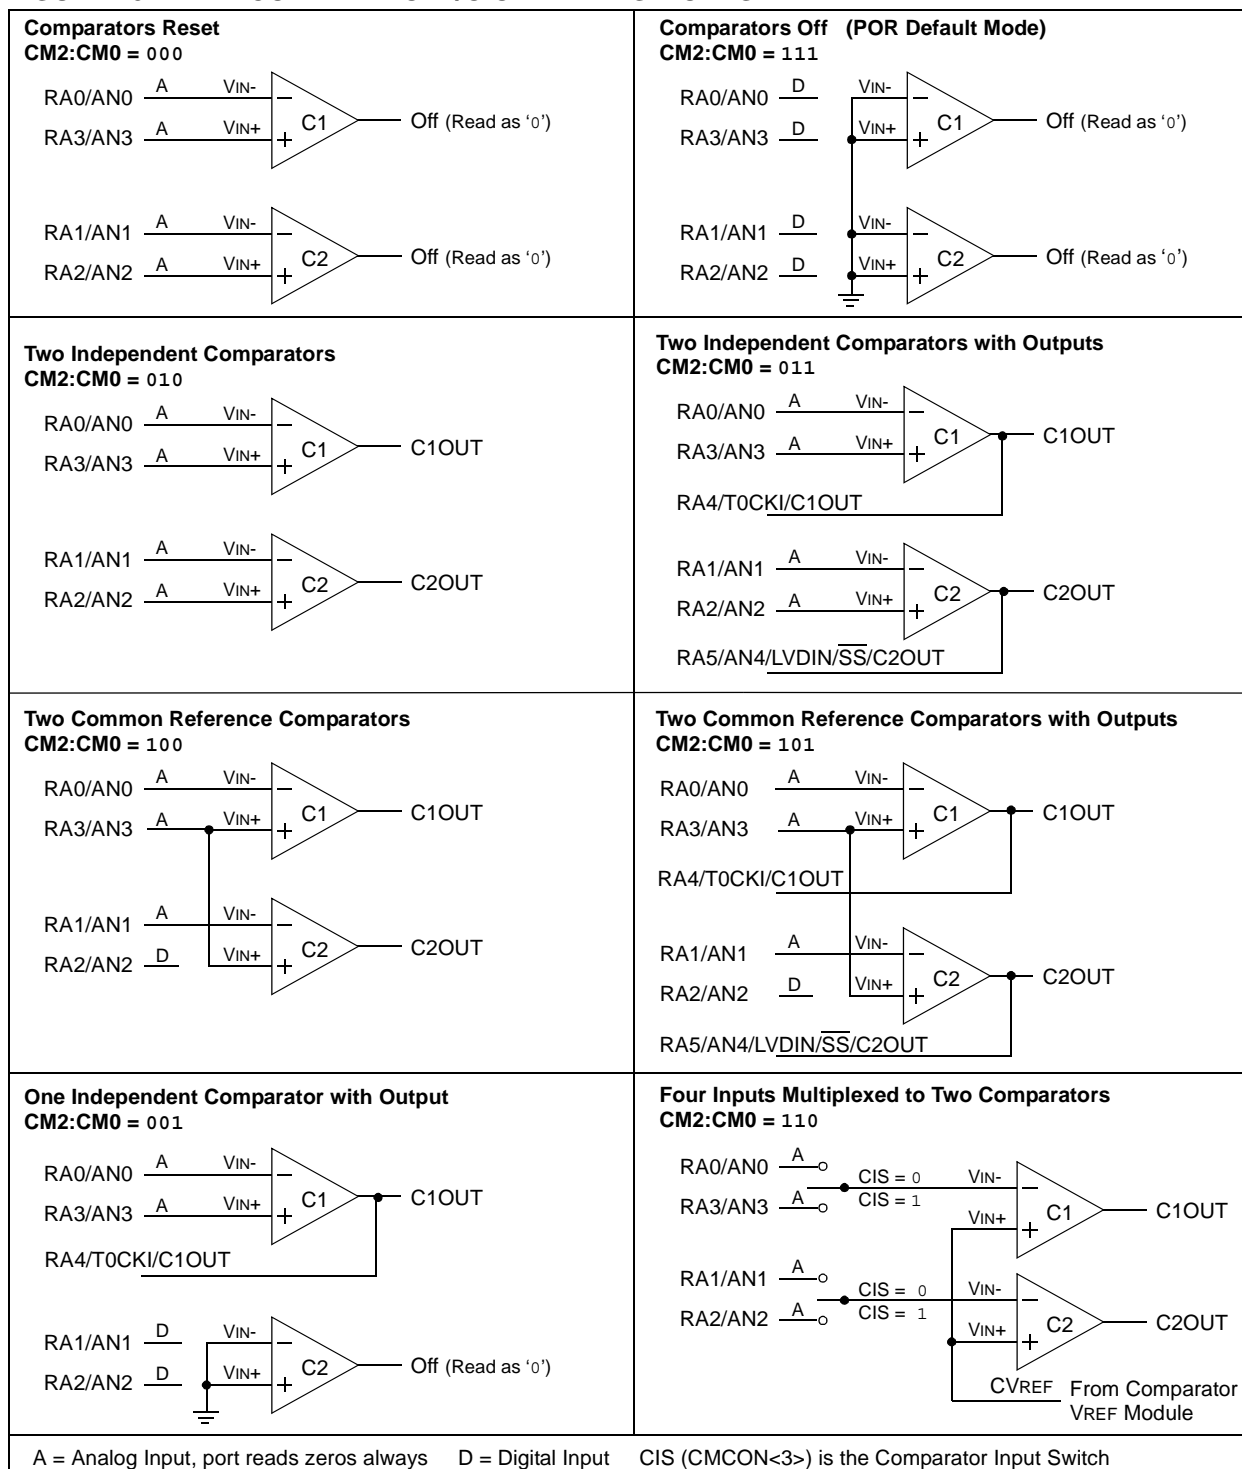 Comparators Reset
CM2:CM0 = 000
RA0/AN0 A VIN-
RA3/AN3 A VIN+
C1 Off (Read as '0')
RA1/AN1 A VIN-
RA2/AN2 A VIN+
C2 Off (Read as '0')
Comparators Off (POR Default Mode)
CM2:CM0 = 111
RA0/AN0 D VIN-
RA3/AN3 D VIN+
C1 Off (Read as '0')
RA1/AN1 D VIN-
RA2/AN2 D VIN+
C2 Off (Read as '0')
Two Independent Comparators
CM2:CM0 = 010
RA0/AN0 A VIN-
RA3/AN3 A VIN+
C1 C1OUT
RA1/AN1 A VIN-
RA2/AN2 A VIN+
C2 C2OUT
Two Independent Comparators with Outputs
CM2:CM0 = 011
RA0/AN0 A VIN-
RA3/AN3 A VIN+
C1 C1OUT
RA4/T0CKI/C1OUT
RA1/AN1 A VIN-
RA2/AN2 A VIN+
C2 C2OUT
RA5/AN4/LVDIN/SS/C2OUT
Two Common Reference Comparators
CM2:CM0 = 100
RA0/AN0 A VIN-
RA3/AN3 A VIN+
C1 C1OUT
RA1/AN1 A VIN-
RA2/AN2 D VIN+
C2 C2OUT
Two Common Reference Comparators with Outputs
CM2:CM0 = 101
RA0/AN0 A VIN-
RA3/AN3 A VIN+
C1 C1OUT
RA4/T0CKI/C1OUT
RA1/AN1 A VIN-
RA2/AN2 D VIN+
C2 C2OUT
RA5/AN4/LVDIN/SS/C2OUT
One Independent Comparator with Output
CM2:CM0 = 001
RA0/AN0 A VIN-
RA3/AN3 A VIN+
C1 C1OUT
RA4/T0CKI/C1OUT
RA1/AN1 D VIN-
RA2/AN2 D VIN+
C2 Off (Read as '0')
Four Inputs Multiplexed to Two Comparators
CM2:CM0 = 110
RA0/AN0 A CIS = 0 VIN-
RA3/AN3 A CIS = 1 VIN+
C1 C1OUT
RA1/AN1 A CIS = 0 VIN-
RA2/AN2 A CIS = 1 VIN+
C2 C2OUT
CVREF From Comparator
VREF Module
A = Analog Input, port reads zeros always D = Digital Input CIS (CMCON<3>) is the Comparator Input Switch